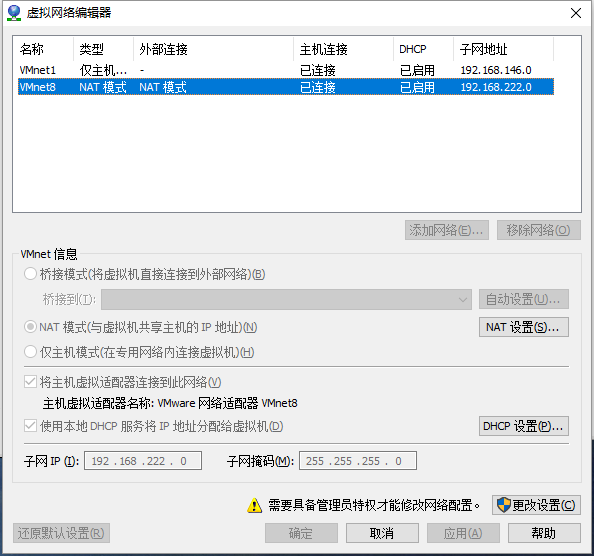 虚拟网络编辑器
名称 类型 外部连接 主机连接 DHCP 子网地址
VMnet1 仅主机... - 已连接 已启用 192.168.146.0
VMnet8 NAT 模式 NAT 模式 已连接 已启用 192.168.222.0
添加网络(E)... 移除网络(O)
VMnet 信息
桥接模式(将虚拟机直接连接到外部网络)(B)
桥接到(T): 自动设置(U)...
NAT 模式(与虚拟机共享主机的 IP 地址)(N) NAT 设置(S)...
仅主机模式(在专用网络内连接虚拟机)(H)
将主机虚拟适配器连接到此网络(V)
主机虚拟适配器名称: VMware 网络适配器 VMnet8
使用本地 DHCP 服务将 IP 地址分配给虚拟机(D) DHCP 设置(P)...
子网 IP (I): 192 . 168 . 222 . 0 子网掩码(M): 255 . 255 . 255 . 0
需要具备管理员特权才能修改网络配置。 更改设置(C)
还原默认设置(R) 确定 取消 应用(A) 帮助